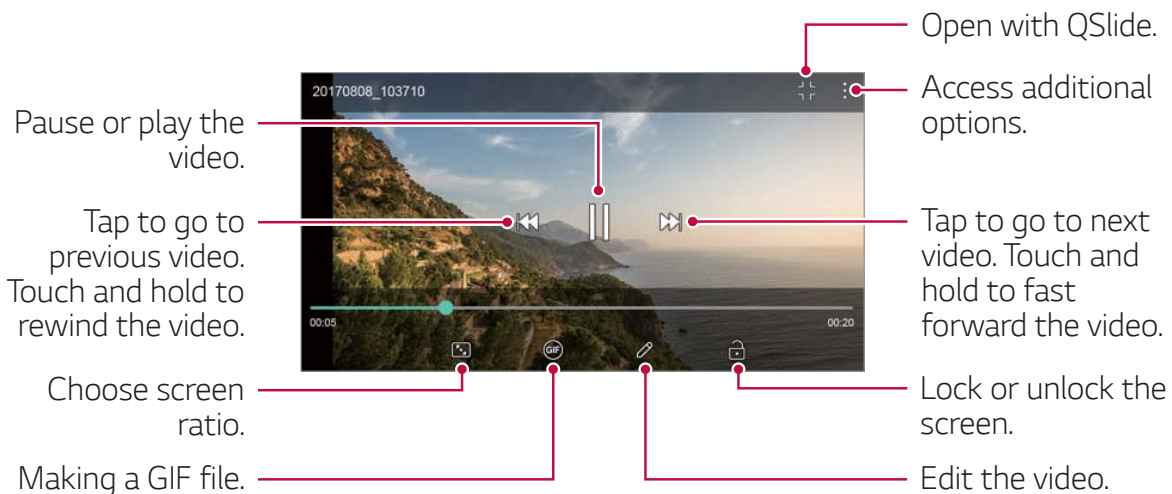 Open with QSlide.
Access additional
options.
20170808_103710
Pause or play the
video.
Tap to go to
previous video.
Touch and hold to
rewind the video.
Tap to go to next
video. Touch and
hold to fast
forward the video.
00:05
00:20
GIF
Choose screen
ratio.
Lock or unlock the
screen.
Making a GIF file.
Edit the video.